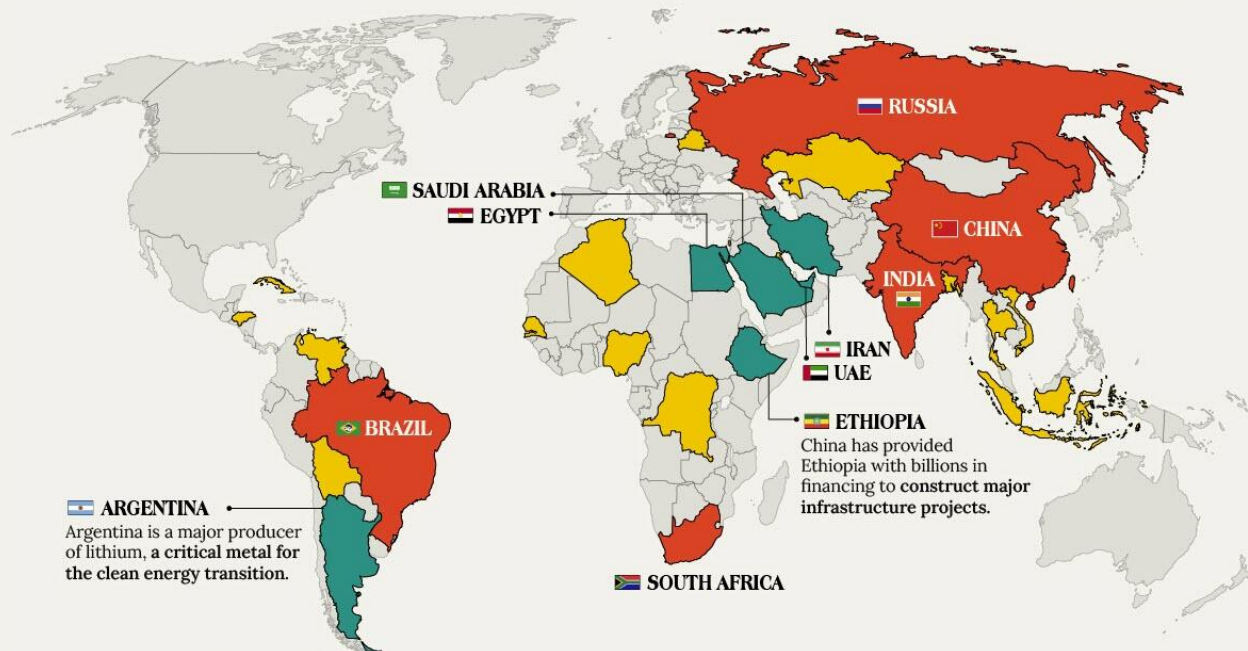 RUSSIA
SAUDI ARABIA
EGYPT
CHINA
INDIA
IRAN
UAE
BRAZIL
ETHIOPIA
China has provided
Ethiopia with billions in
financing to construct major
infrastructure projects.
ARGENTINA
Argentina is a major producer
of lithium, a critical metal for
the clean energy transition.
SOUTH AFRICA